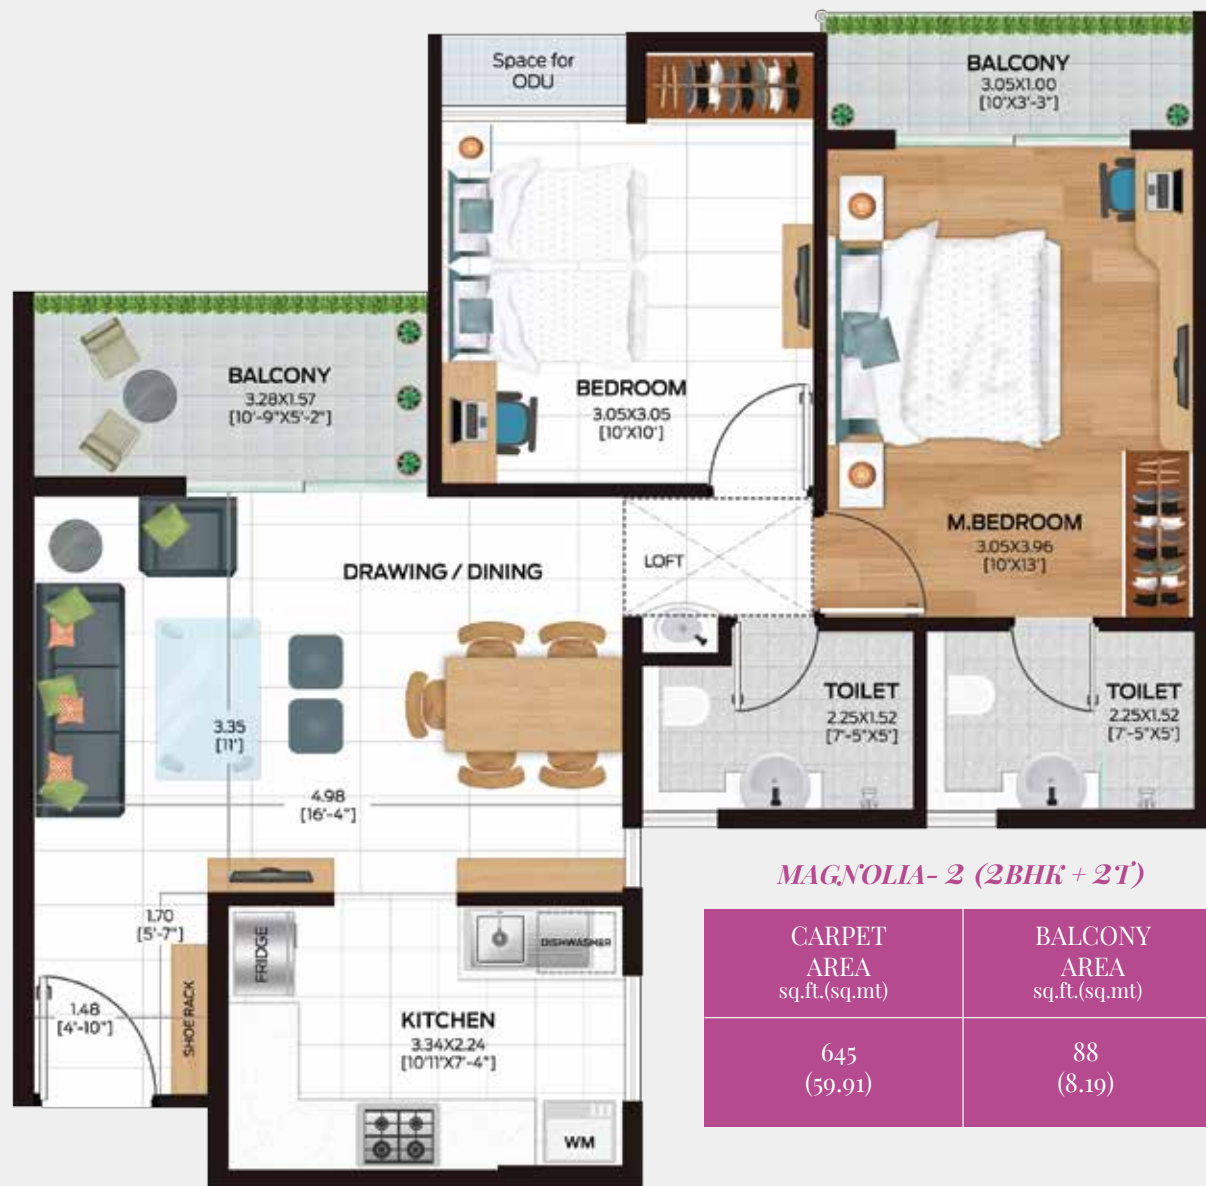 Space for
ODU
BALCONY
3.05X1.00
[10'X3'-3"]
BALCONY
3.28X1.57
[10'-9"X5'-2"]
BEDROOM
3.05X3.05
[10'X10']
M.BEDROOM
3.05X3.96
[10'X13']
DRAWING / DINING
LOFT
3.35
[11']
4.98
[16'-4"]
TOILET
2.25X1.52
[7'-5"X5']
TOILET
2.25X1.52
[7'-5"X5']
1.70
[5'-7"]
1.48
[4'-10"]
SHOE RACK
FRIDGE
DISHWASHER
KITCHEN
3.34X2.24
[10'11"X7'-4"]
WM
MAGNOLIA- 2 (2BHK + 2T)
CARPET
AREA
sq.ft.(sq.mt)
BALCONY
AREA
sq.ft.(sq.mt)
645
(59.91)
88
(8.19)